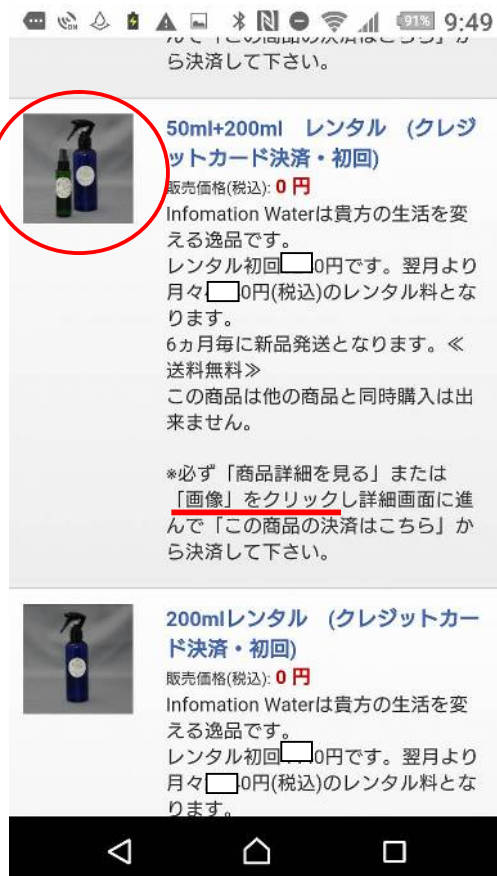 91% 9:49
んで「この商品の決済はこちら」か
ら決済して下さい。
50ml+200ml レンタル (クレジ
ットカード決済・初回)
販売価格(税込): 0 円
Infomation Waterは貴方の生活を変
える逸品です。
レンタル初回 0円です。翌月より
月々 0円(税込)のレンタル料とな
ります。
6ヵ月毎に新品発送となります。≪
送料無料≫
この商品は他の商品と同時購入は出
来ません。
*必ず「商品詳細を見る」または
「画像」をクリックし詳細画面に進
んで「この商品の決済はこちら」か
ら決済して下さい。
200mlレンタル (クレジットカー
ド決済・初回)
販売価格(税込): 0 円
Infomation Waterは貴方の生活を変
える逸品です。
レンタル初回 0円です。翌月より
月々 0円(税込)のレンタル料とな
ります。